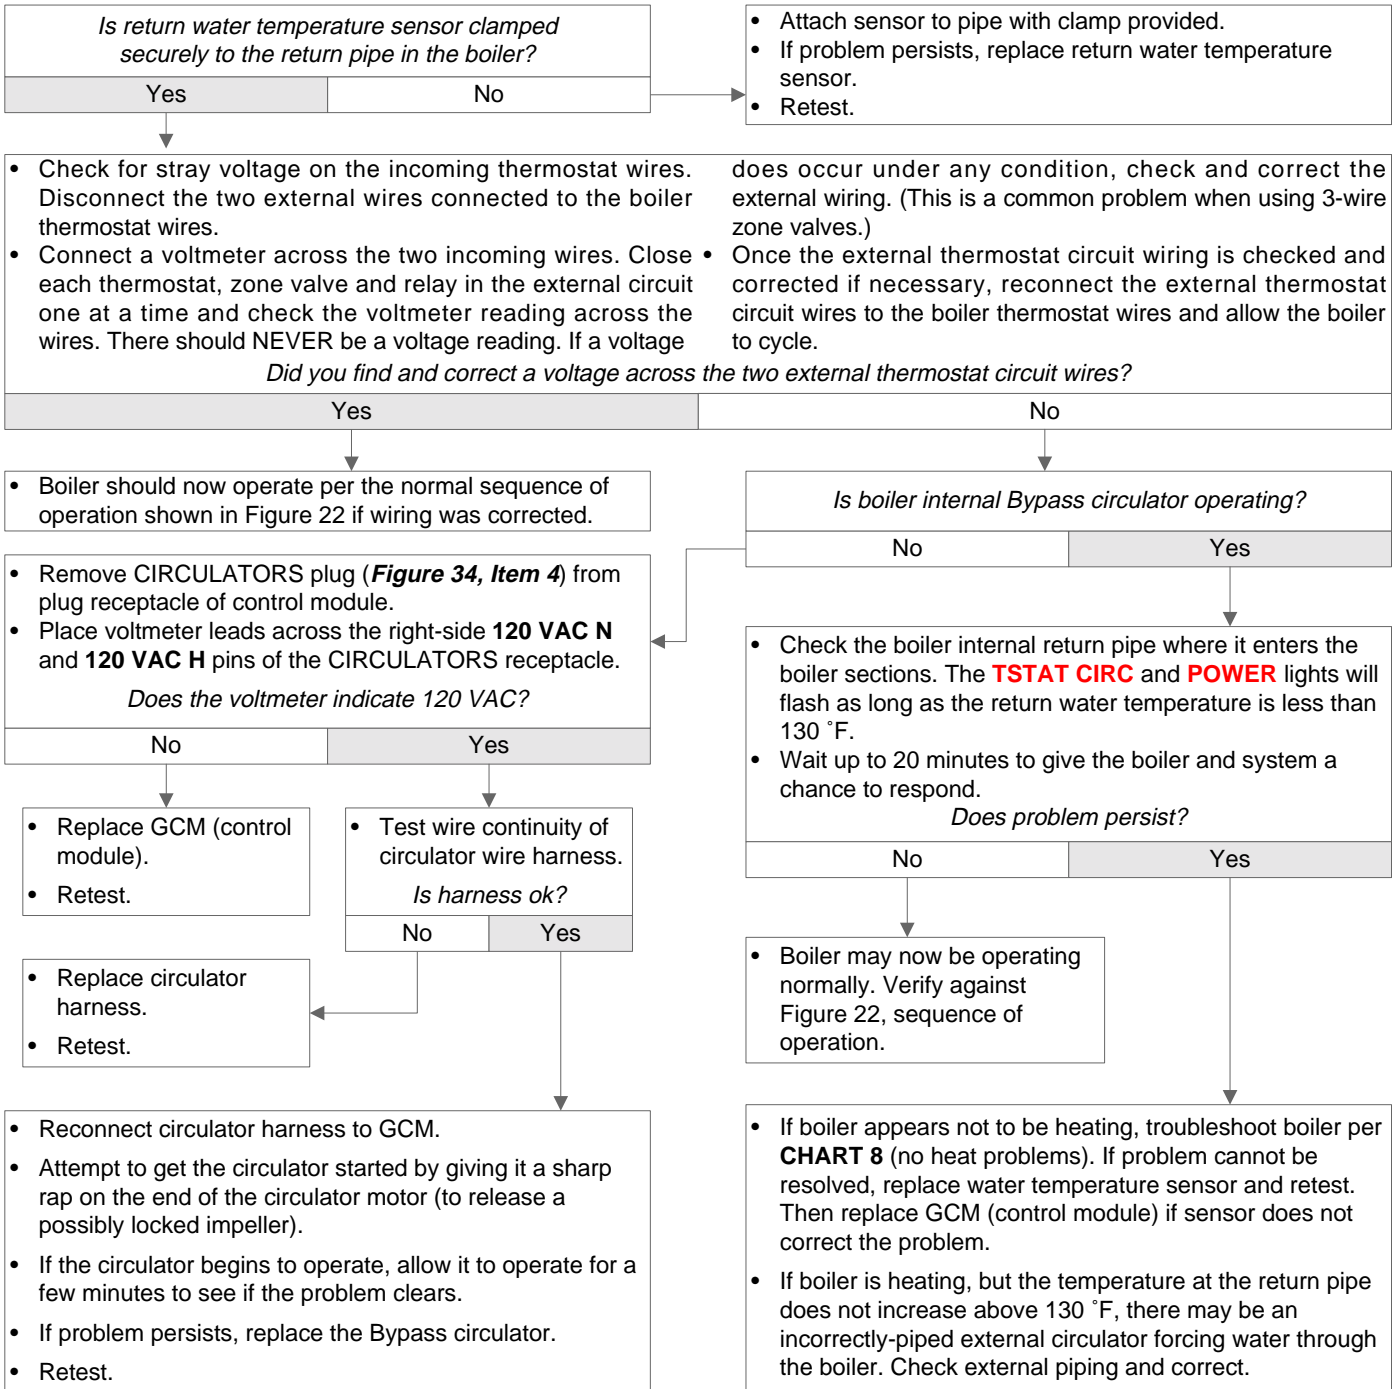 Is return water temperature sensor clamped
securely to the return pipe in the boiler?
Yes
No
• Attach sensor to pipe with clamp provided.
• If problem persists, replace return water temperature
sensor.
• Retest.
• Check for stray voltage on the incoming thermostat wires.
Disconnect the two external wires connected to the boiler
thermostat wires.
• Connect a voltmeter across the two incoming wires. Close
each thermostat, zone valve and relay in the external circuit
one at a time and check the voltmeter reading across the
wires. There should NEVER be a voltage reading. If a voltage
does occur under any condition, check and correct the
external wiring. (This is a common problem when using 3-wire
zone valves.)
• Once the external thermostat circuit wiring is checked and
corrected if necessary, reconnect the external thermostat
circuit wires to the boiler thermostat wires and allow the boiler
to cycle.
Did you find and correct a voltage across the two external thermostat circuit wires?
Yes
No
• Boiler should now operate per the normal sequence of
operation shown in Figure 22 if wiring was corrected.
Is boiler internal Bypass circulator operating?
No
Yes
• Remove CIRCULATORS plug (Figure 34, Item 4) from
plug receptacle of control module.
• Place voltmeter leads across the right-side 120 VAC N
and 120 VAC H pins of the CIRCULATORS receptacle.
Does the voltmeter indicate 120 VAC?
No
Yes
• Check the boiler internal return pipe where it enters the
boiler sections. The TSTAT CIRC and POWER lights will
flash as long as the return water temperature is less than
130 ˚F.
• Wait up to 20 minutes to give the boiler and system a
chance to respond.
Does problem persist?
No
Yes
• Replace GCM (control
module).
• Retest.
• Test wire continuity of
circulator wire harness.
Is harness ok?
No
Yes
• Replace circulator
harness.
• Retest.
• Boiler may now be operating
normally. Verify against
Figure 22, sequence of
operation.
• Reconnect circulator harness to GCM.
• Attempt to get the circulator started by giving it a sharp
rap on the end of the circulator motor (to release a
possibly locked impeller).
• If the circulator begins to operate, allow it to operate for a
few minutes to see if the problem clears.
• If problem persists, replace the Bypass circulator.
• Retest.
• If boiler appears not to be heating, troubleshoot boiler per
CHART 8 (no heat problems). If problem cannot be
resolved, replace water temperature sensor and retest.
Then replace GCM (control module) if sensor does not
correct the problem.
• If boiler is heating, but the temperature at the return pipe
does not increase above 130 ˚F, there may be an
incorrectly-piped external circulator forcing water through
the boiler. Check external piping and correct.